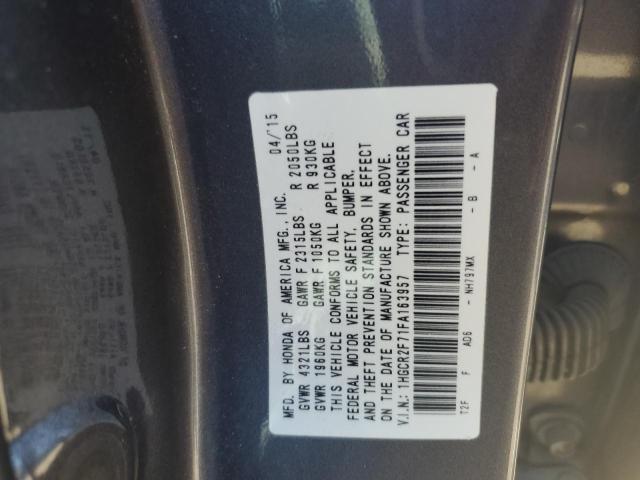 MFD. BY HONDA OF AMERICA MFG., INC. 04/'15
GVWR 4321LBS GAWR F 2315LBS R 2050LBS
GVWR 1960KG GAWR F 1050KG R 930KG
THIS VEHICLE CONFORMS TO ALL APPLICABLE
FEDERAL MOTOR VEHICLE SAFETY, BUMPER,
AND THEFT PREVENTION STANDARDS IN EFFECT
ON THE DATE OF MANUFACTURE SHOWN ABOVE.
V.I.N.: 1HGCR2F71FA163957 TYPE: PASSENGER CAR
T2F F AD6 - NH797MX - B - A